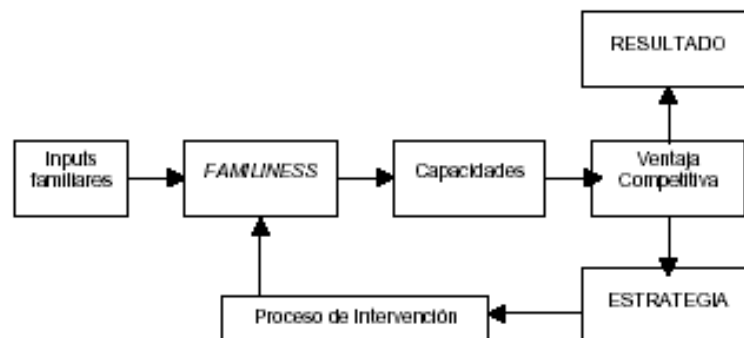 RESULTADO
Inputs
familiares
FAMILINESS
Capacidades
Ventaja
Competitiva
Proceso de Intervención
ESTRATEGIA